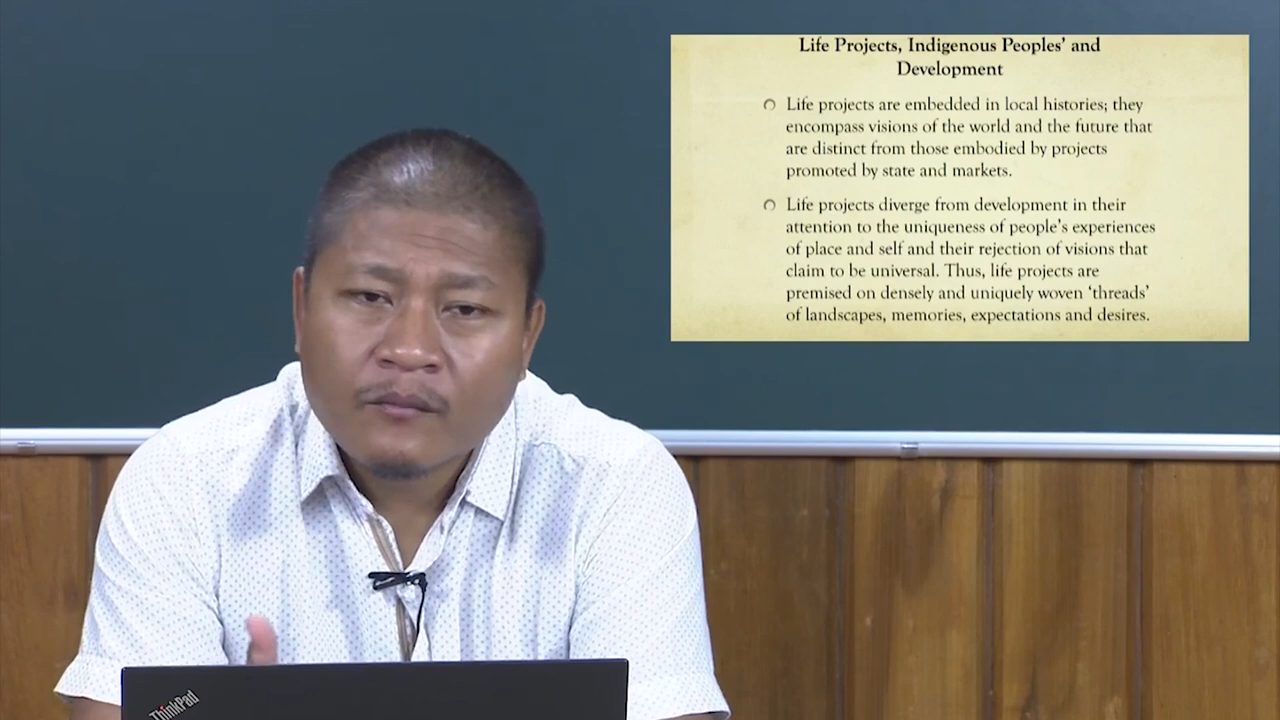 Life Projects, Indigenous Peoples’ and
Development
Life projects are embedded in local histories; they
encompass visions of the world and the future that
are distinct from those embodied by projects
promoted by state and markets.
Life projects diverge from development in their
attention to the uniqueness of people’s experiences
of place and self and their rejection of visions that
claim to be universal. Thus, life projects are
premised on densely and uniquely woven ‘threads’
of landscapes, memories, expectations and desires.
ThinkPad